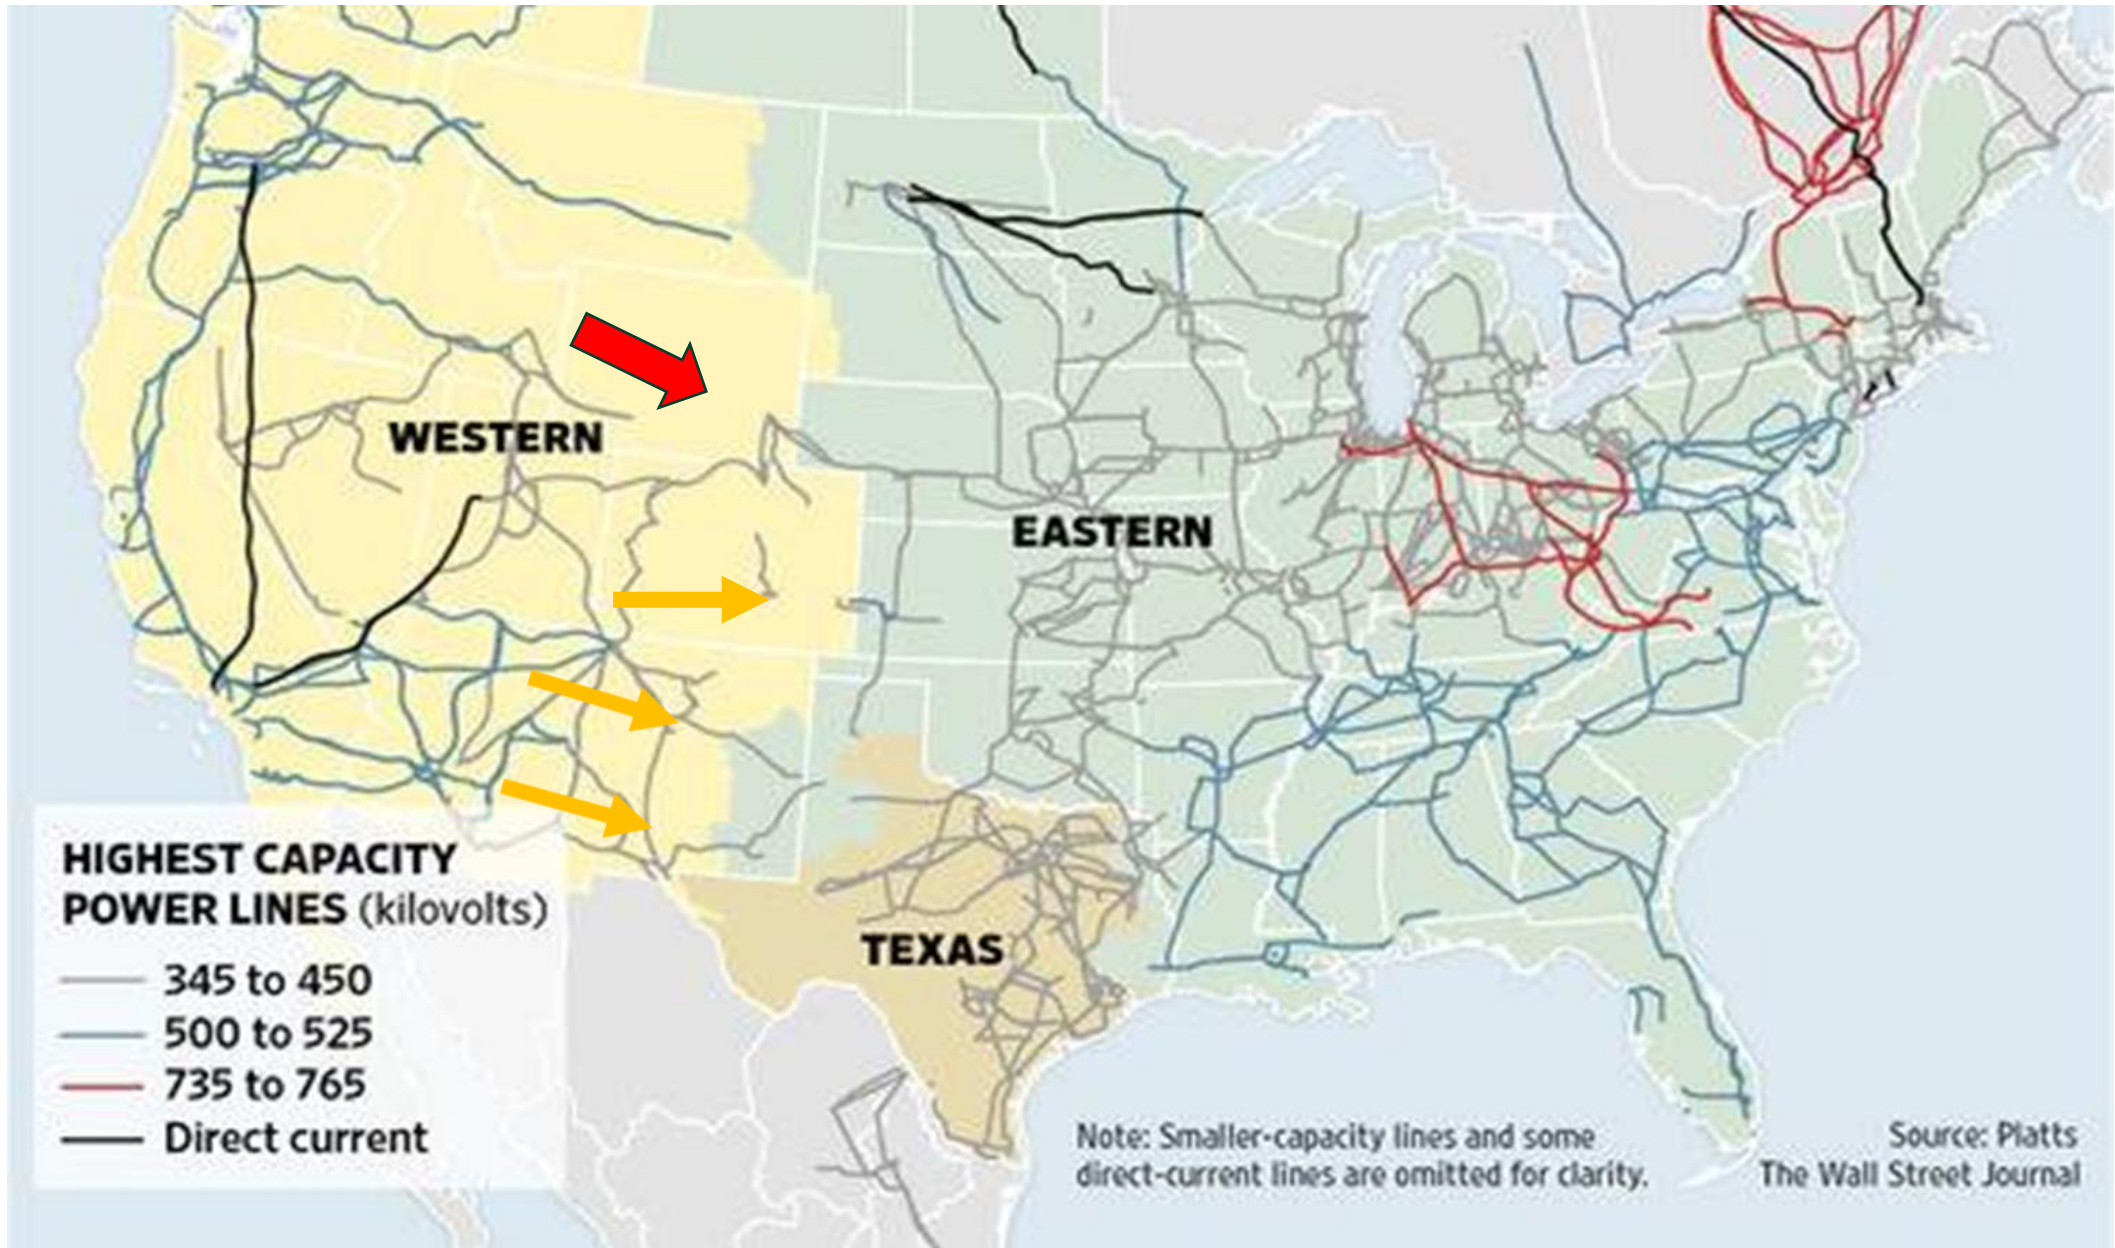 WESTERN
EASTERN
TEXAS
HIGHEST CAPACITY
POWER LINES (kilovolts)
345 to 450
500 to 525
735 to 765
Direct current
Note: Smaller-capacity lines and some
direct-current lines are omitted for clarity.
Source: Platts
The Wall Street Journal